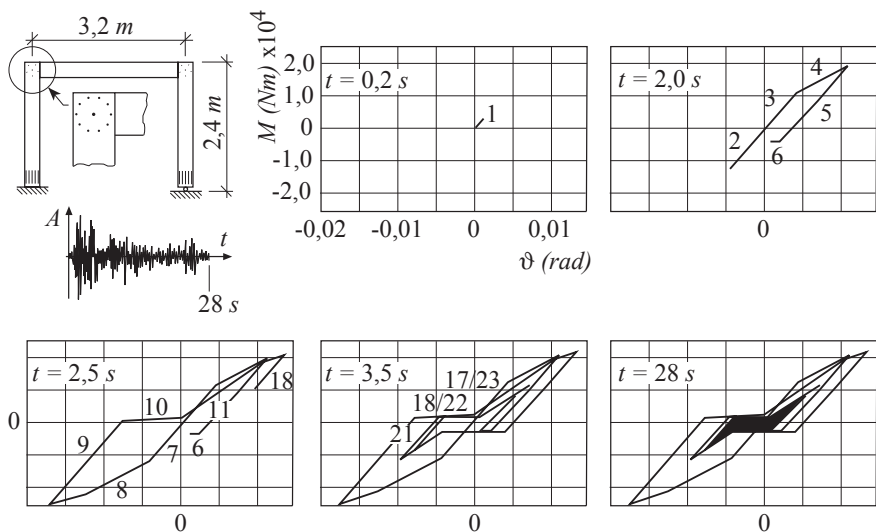 3,2 m
2,4 m
A
t
28 s
M (Nm) x10⁴
t = 0,2 s
2,0
1,0
0
-1,0
-2,0
1
-0,02
-0,01
0
0,01
ϑ (rad)
t = 2,0 s
4
3
5
2
6
0
t = 2,5 s
18
10
11
0
9
6
7
8
0
t = 3,5 s
17/23
18/22
21
0
t = 28 s
0